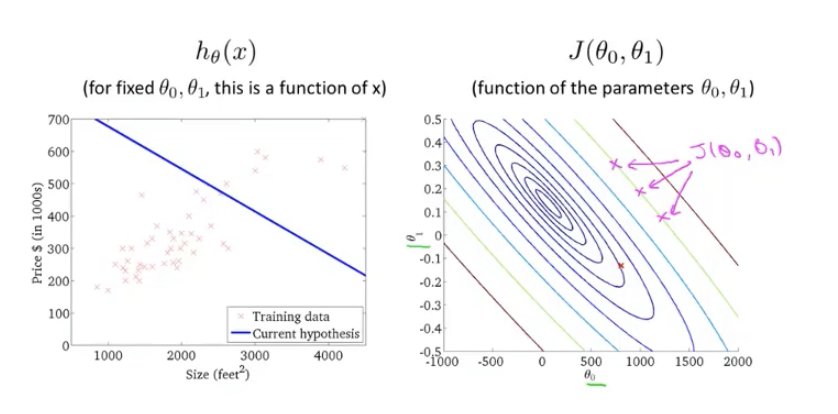 h_θ(x)
(for fixed θ₀, θ₁, this is a function of x)
700
600
500
400
300
200
100
0
Price $ (in 1000s)
1000 2000 3000 4000
Size (feet²)
Training data
Current hypothesis
J(θ₀, θ₁)
(function of the parameters θ₀, θ₁)
0.5
0.4
0.3
0.2
0.1
0
-0.1
-0.2
-0.3
-0.4
-0.5
θ₁
-1000 -500 0 500 1000 1500 2000
θ₀
J(θ₀, θ₁)